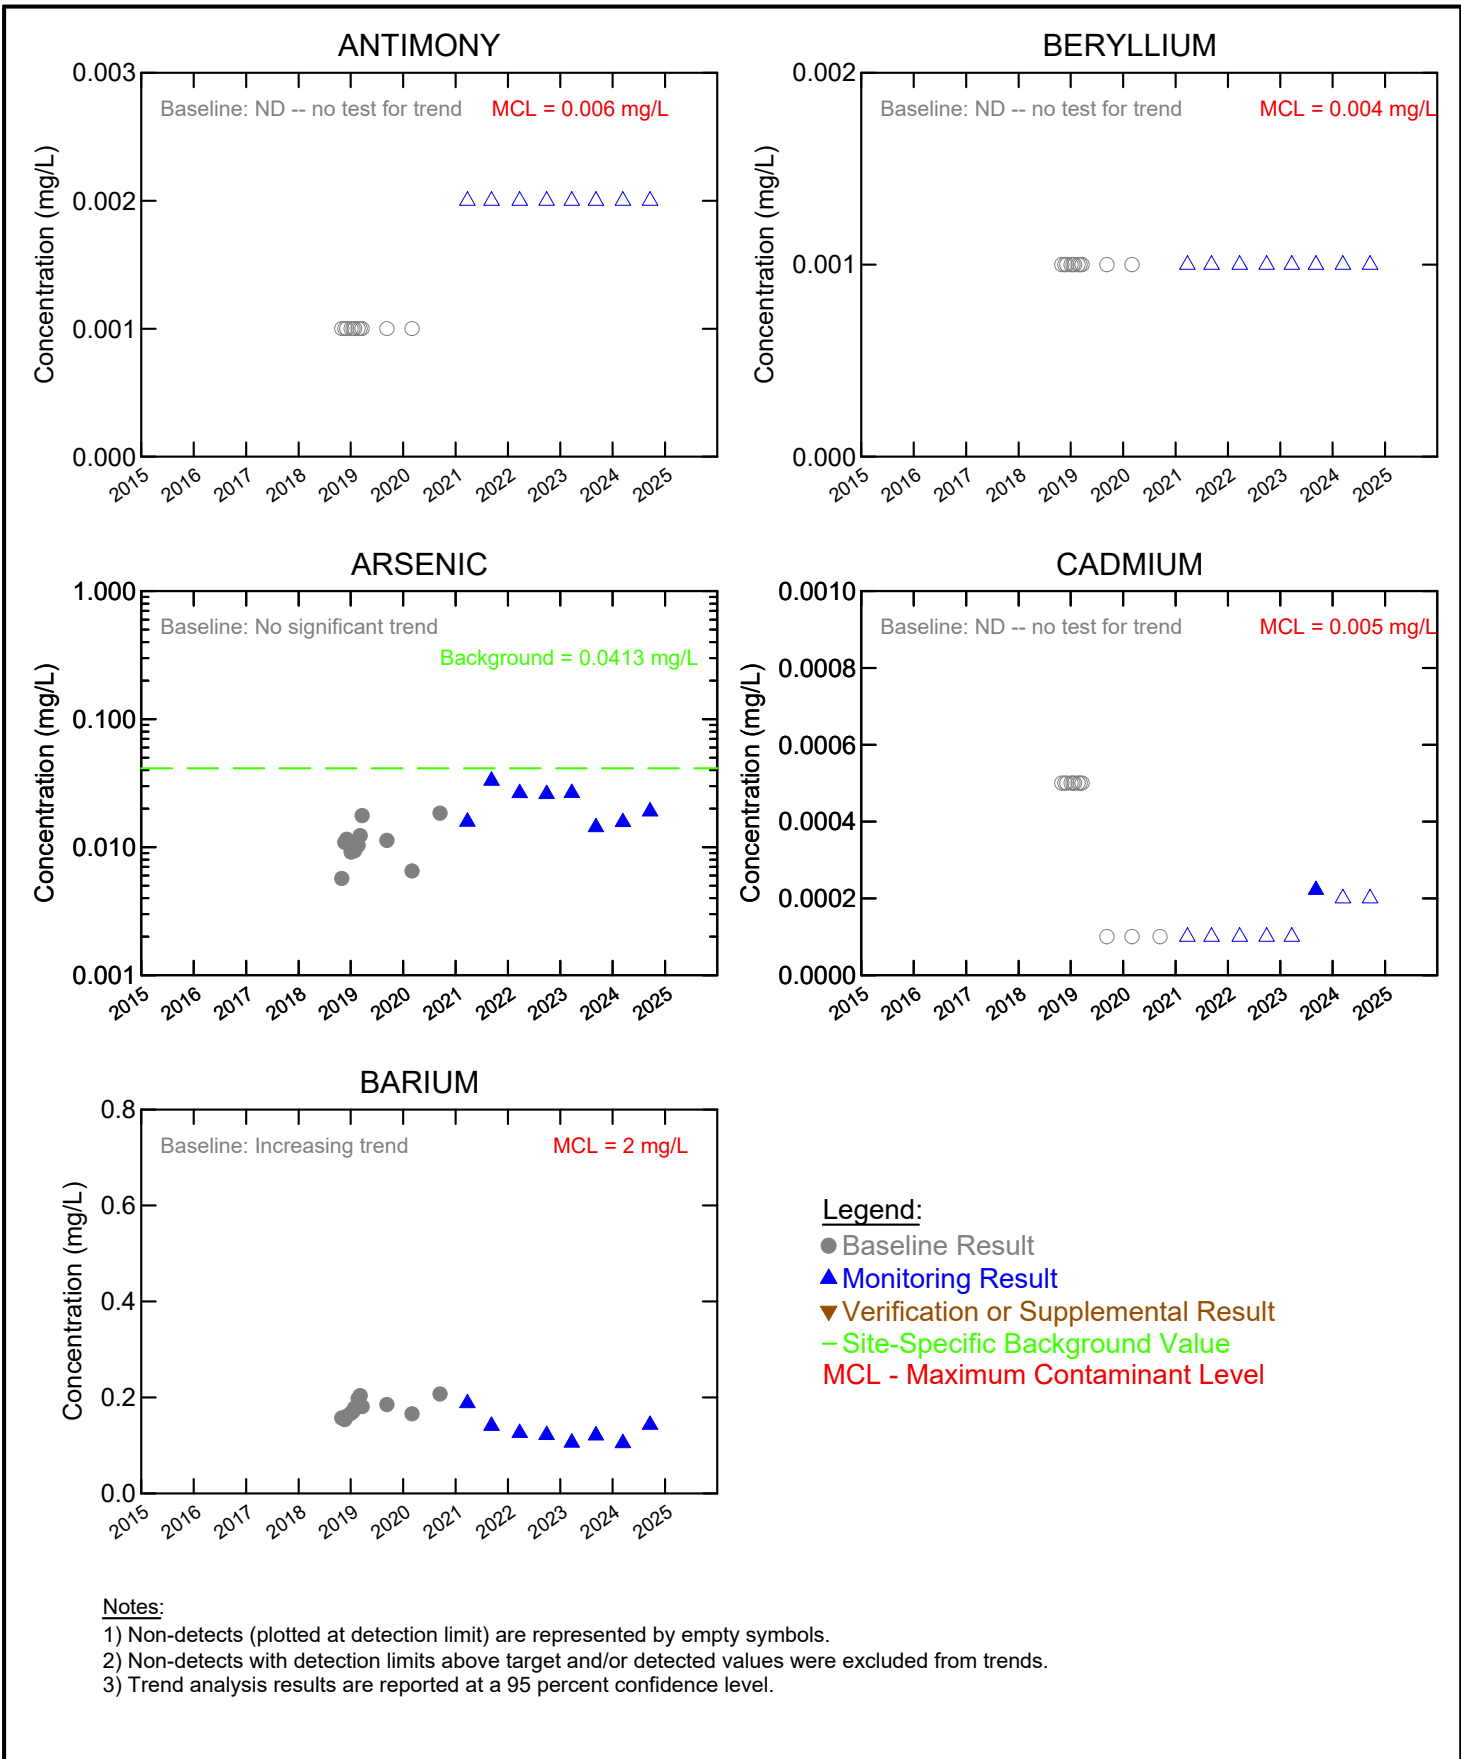 ANTIMONY
Baseline: ND -- no test for trend
MCL = 0.006 mg/L
Concentration (mg/L)
0.003
0.002
0.001
0.000
2015 2016 2017 2018 2019 2020 2021 2022 2023 2024 2025
BERYLLIUM
Baseline: ND -- no test for trend
MCL = 0.004 mg/L
Concentration (mg/L)
0.002
0.001
0.000
2015 2016 2017 2018 2019 2020 2021 2022 2023 2024 2025
ARSENIC
Baseline: No significant trend
Background = 0.0413 mg/L
Concentration (mg/L)
1.000
0.100
0.010
0.001
2015 2016 2017 2018 2019 2020 2021 2022 2023 2024 2025
CADMIUM
Baseline: ND -- no test for trend
MCL = 0.005 mg/L
Concentration (mg/L)
0.0010
0.0008
0.0006
0.0004
0.0002
0.0000
2015 2016 2017 2018 2019 2020 2021 2022 2023 2024 2025
BARIUM
Baseline: Increasing trend
MCL = 2 mg/L
Concentration (mg/L)
0.8
0.6
0.4
0.2
0.0
2015 2016 2017 2018 2019 2020 2021 2022 2023 2024 2025
Legend:
Baseline Result
Monitoring Result
Verification or Supplemental Result
Site-Specific Background Value
MCL - Maximum Contaminant Level
Notes:
1) Non-detects (plotted at detection limit) are represented by empty symbols.
2) Non-detects with detection limits above target and/or detected values were excluded from trends.
3) Trend analysis results are reported at a 95 percent confidence level.